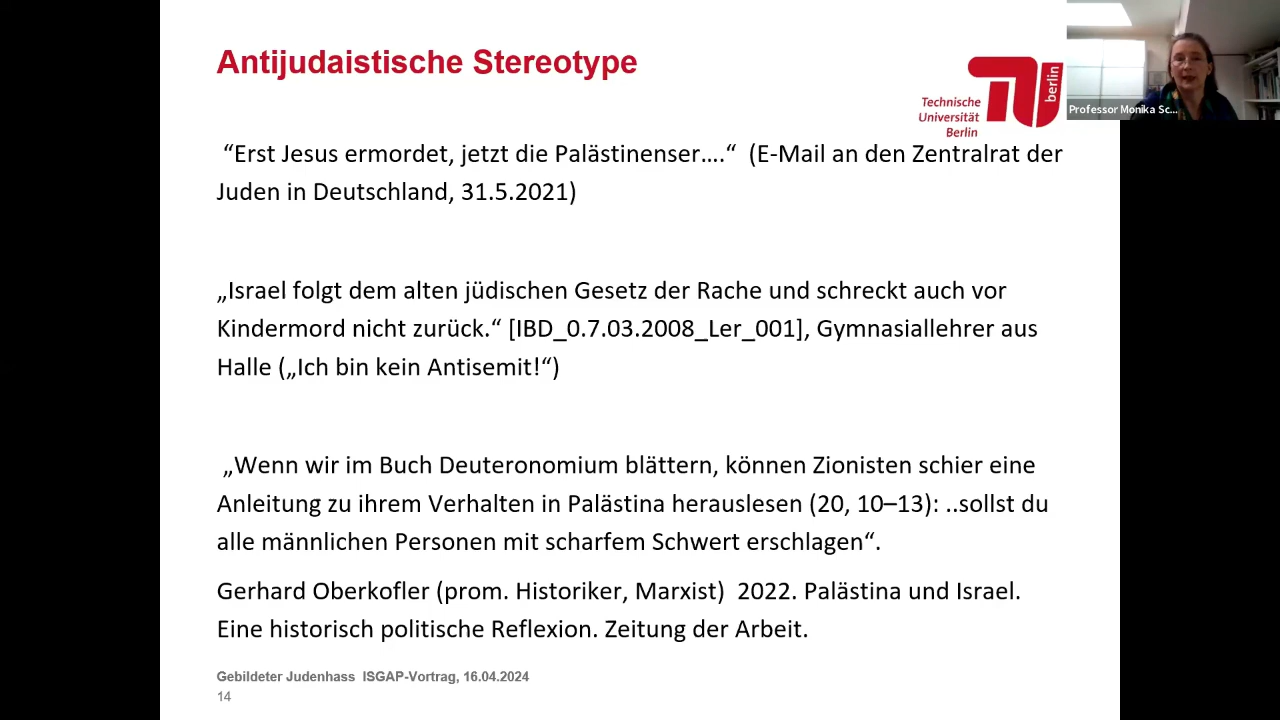 Antijudaistische Stereotype
Technische
Universität
Berlin
berlin
Professor Monika Sc...
“Erst Jesus ermordet, jetzt die Palästinenser....“ (E-Mail an den Zentralrat der
Juden in Deutschland, 31.5.2021)
„Israel folgt dem alten jüdischen Gesetz der Rache und schreckt auch vor
Kindermord nicht zurück.“ [IBD_0.7.03.2008_Ler_001], Gymnasiallehrer aus
Halle („Ich bin kein Antisemit!“)
„Wenn wir im Buch Deuteronomium blättern, können Zionisten schier eine
Anleitung zu ihrem Verhalten in Palästina herauslesen (20, 10–13): ..sollst du
alle männlichen Personen mit scharfem Schwert erschlagen“.
Gerhard Oberkofler (prom. Historiker, Marxist) 2022. Palästina und Israel.
Eine historisch politische Reflexion. Zeitung der Arbeit.
Gebildeter Judenhass ISGAP-Vortrag, 16.04.2024
14